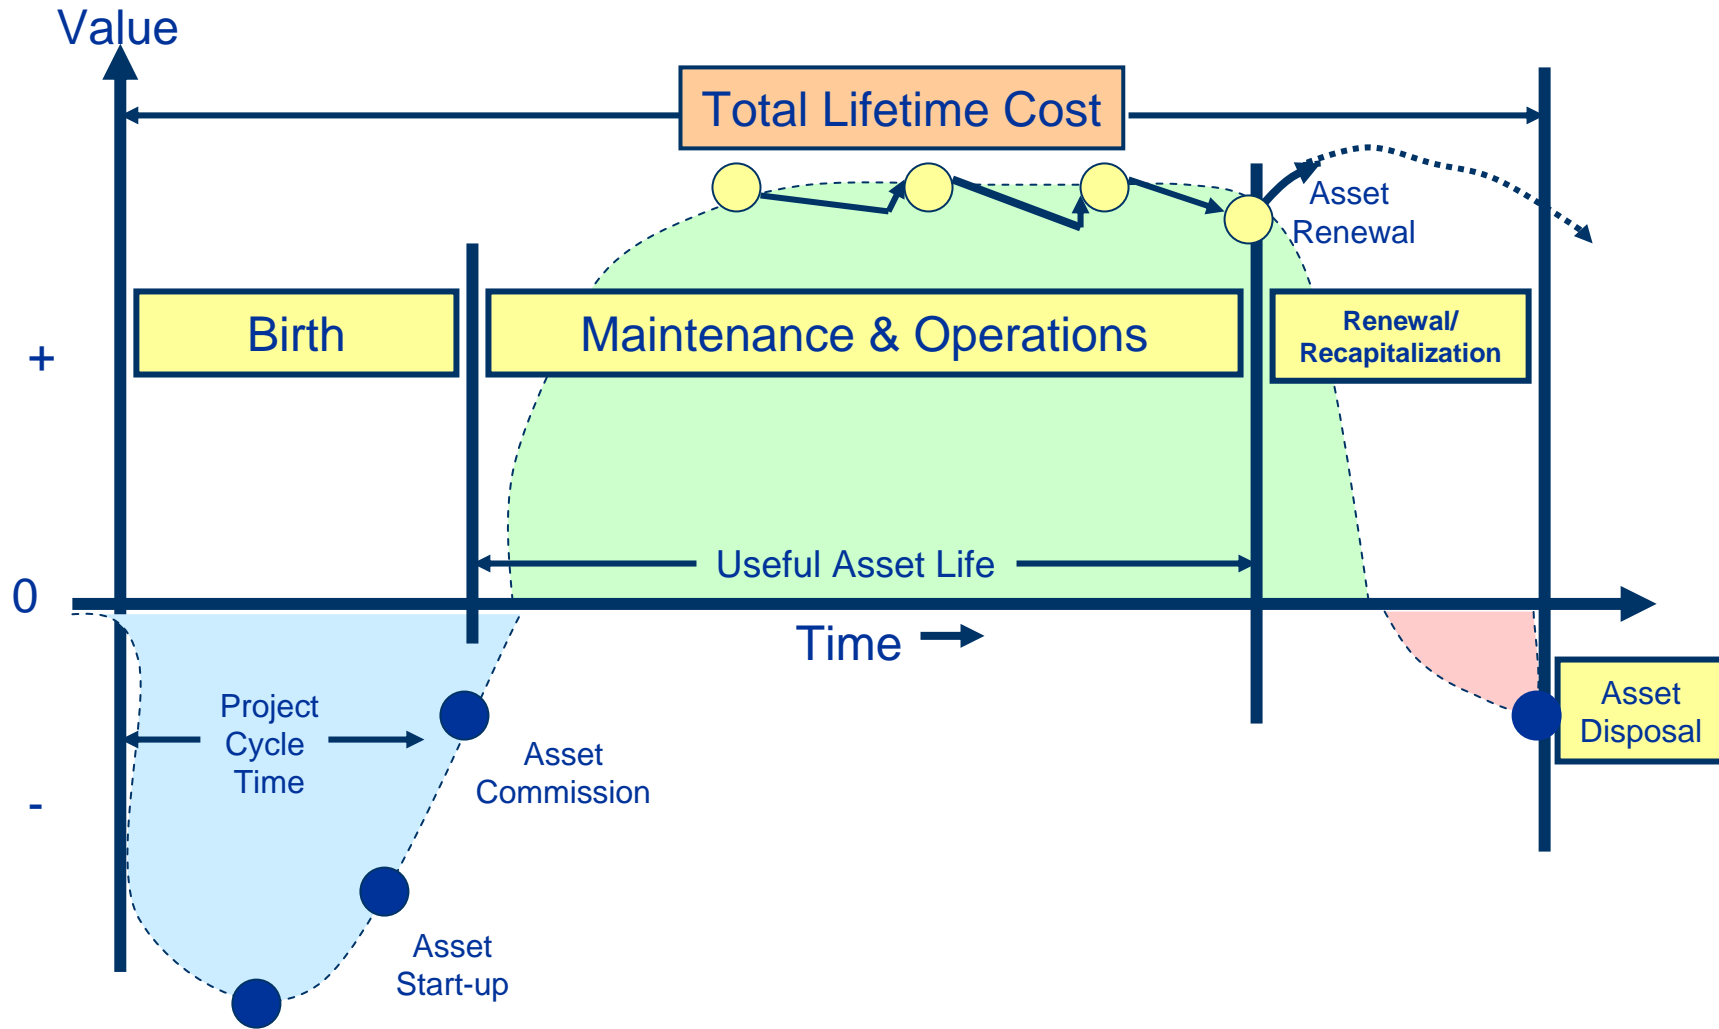 Value
Total Lifetime Cost
Asset
Renewal
Birth
Maintenance & Operations
Renewal/
Recapitalization
+
Useful Asset Life
0
Time
Project
Cycle
Time
Asset
Commission
Asset
Disposal
-
Asset
Start-up